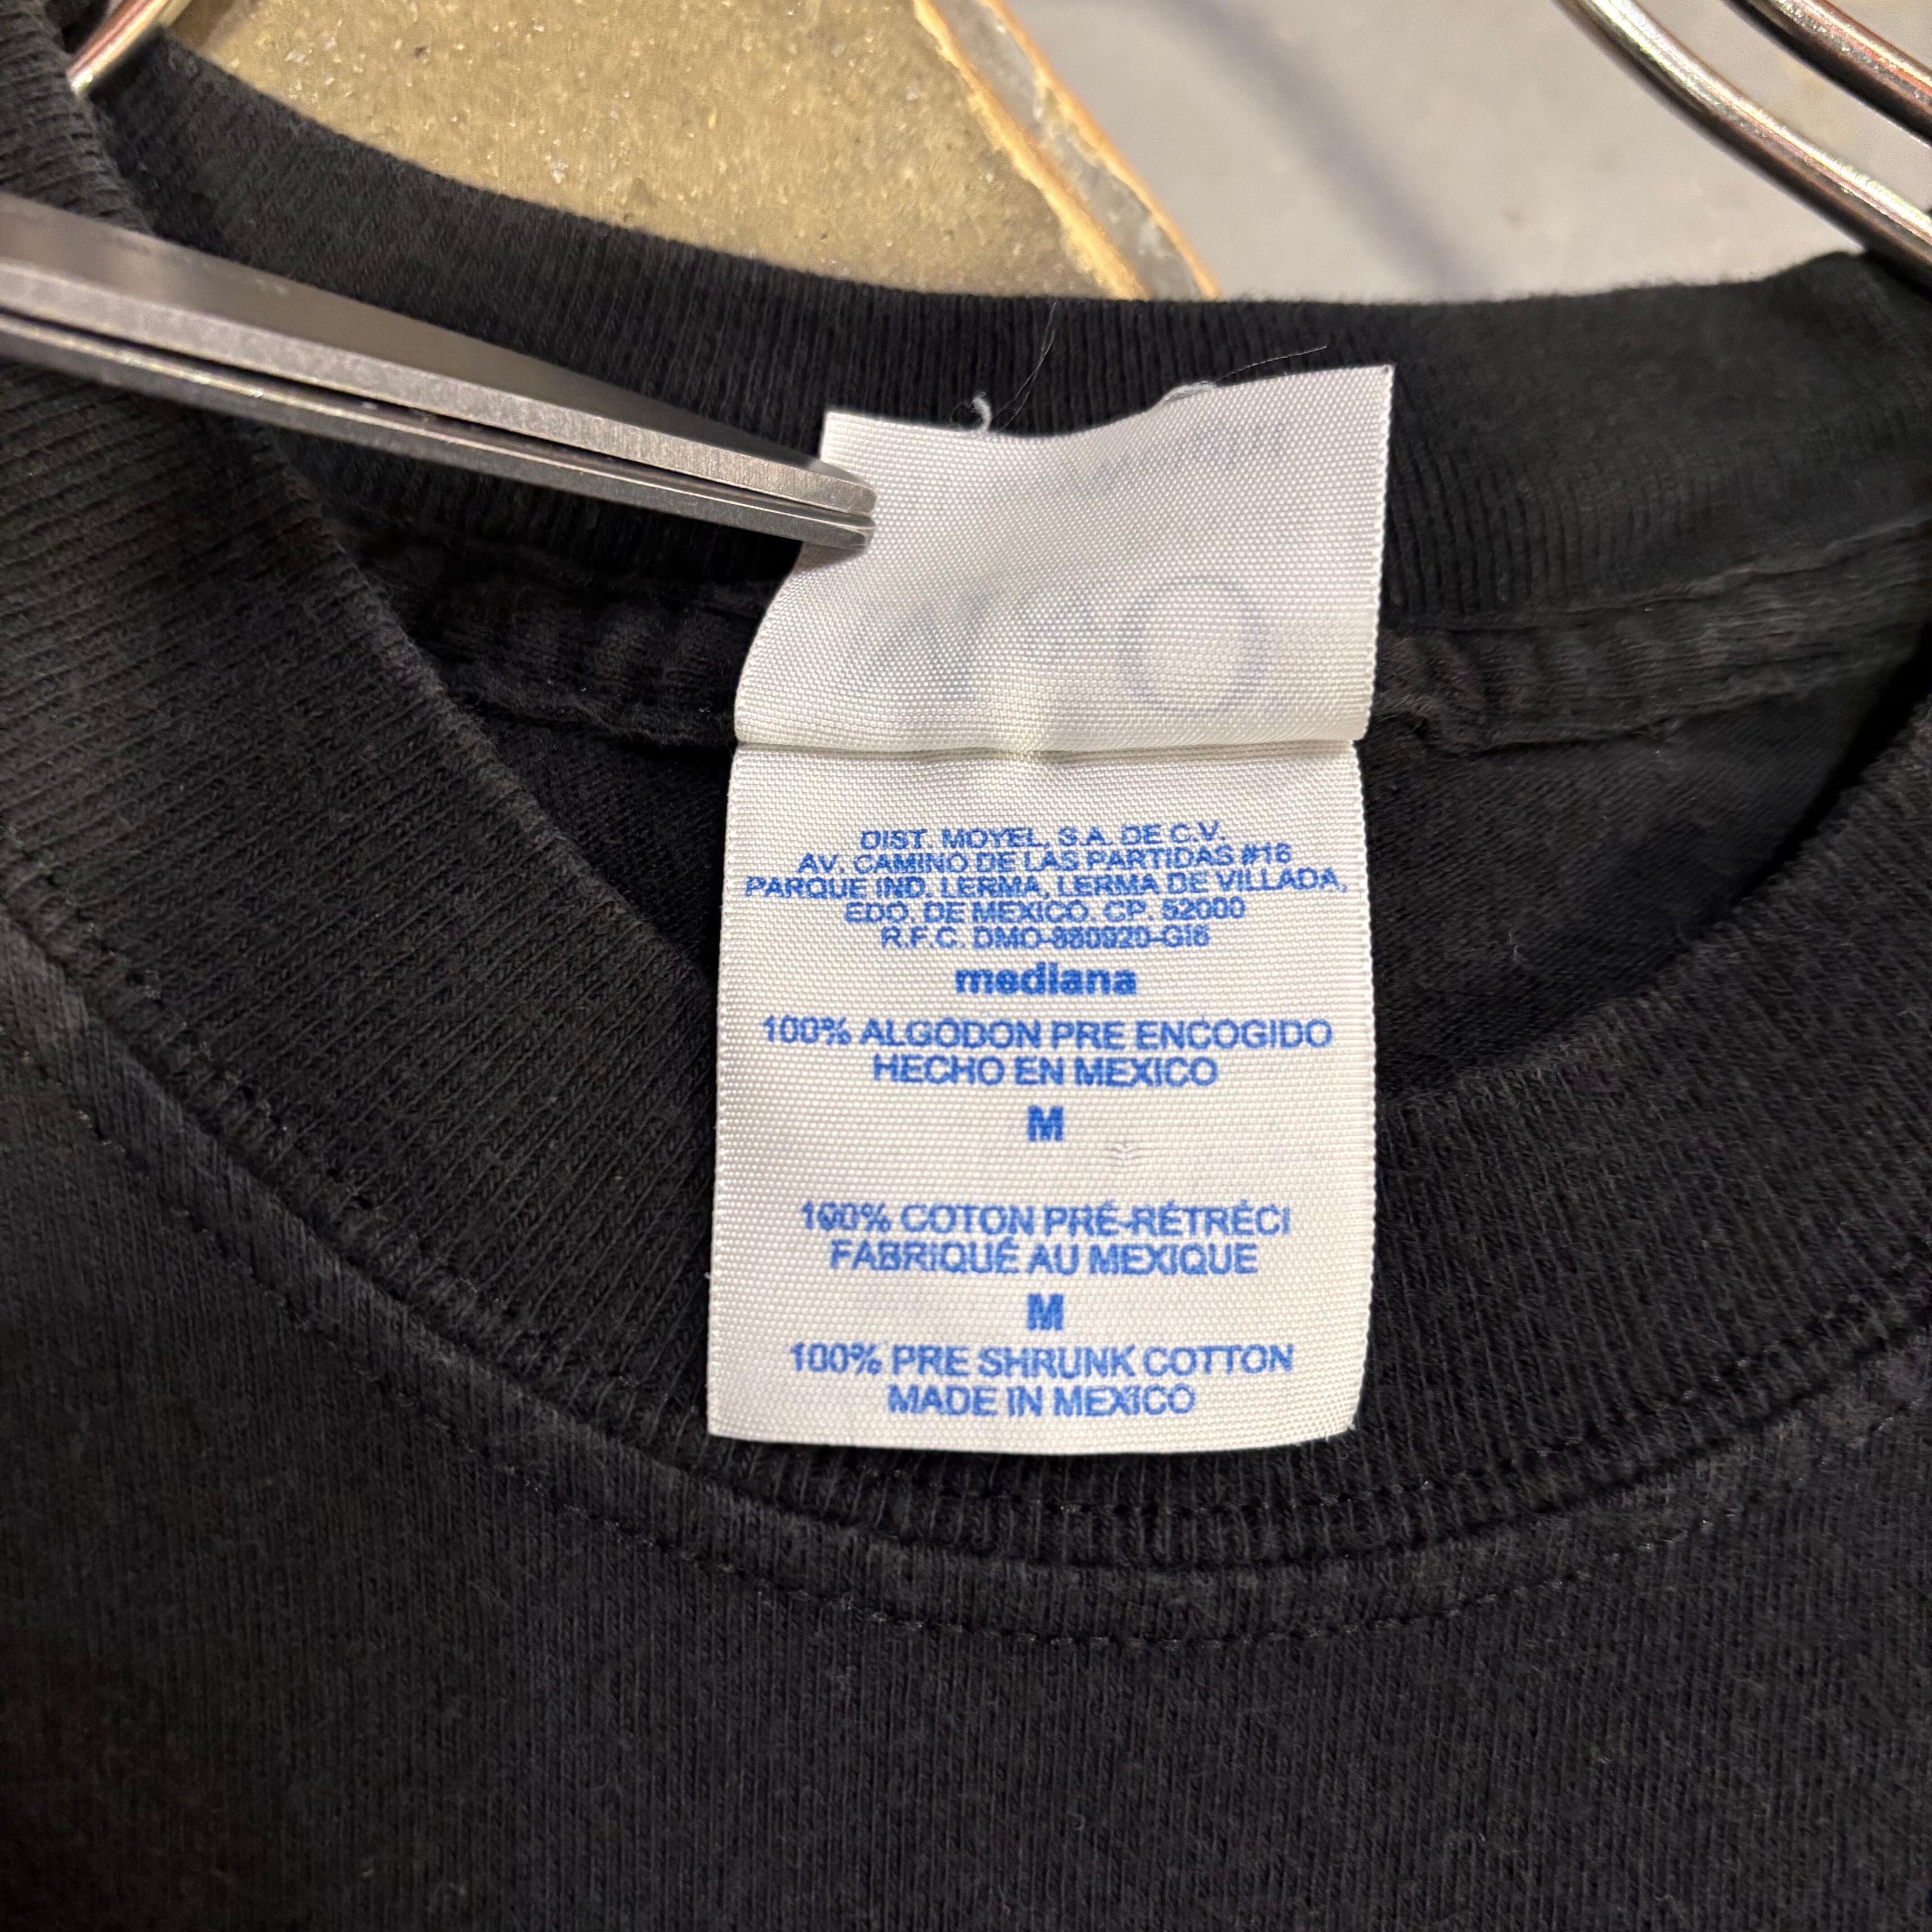 DIST. MOYEL, S.A. DE C.V.
AV. CAMINO DE LAS PARTIDAS #16
PARQUE IND. LERMA, LERMA DE VILLADA,
EDO. DE MEXICO. CP. 52000
R.F.C. DMO-880920-GI6
mediana
100% ALGODON PRE ENCOGIDO
HECHO EN MEXICO
M
100% COTON PRÉ-RÉTRÉCI
FABRIQUÉ AU MEXIQUE
M
100% PRE SHRUNK COTTON
MADE IN MEXICO